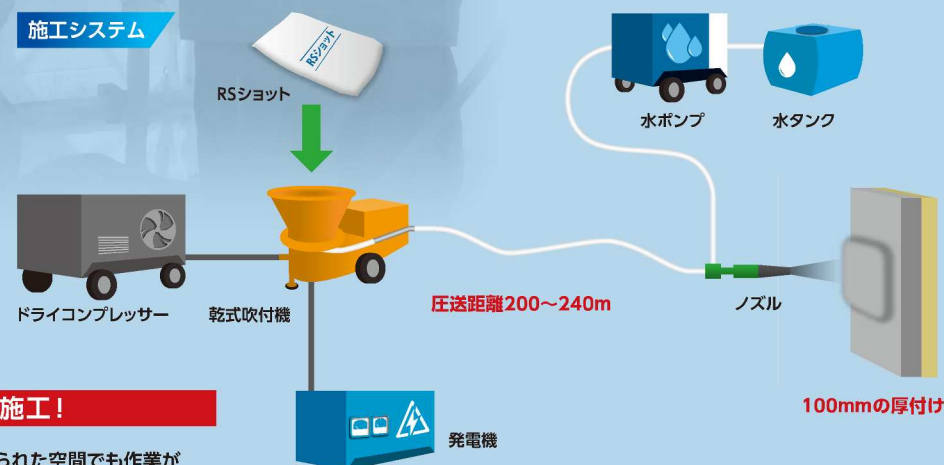 施工システム
RSショット
RSショット
水ポンプ
水タンク
ドライコンプレッサー
乾式吹付機
圧送距離200〜240m
ノズル
100mmの厚付け
施工!
発電機
られた空間でも作業が